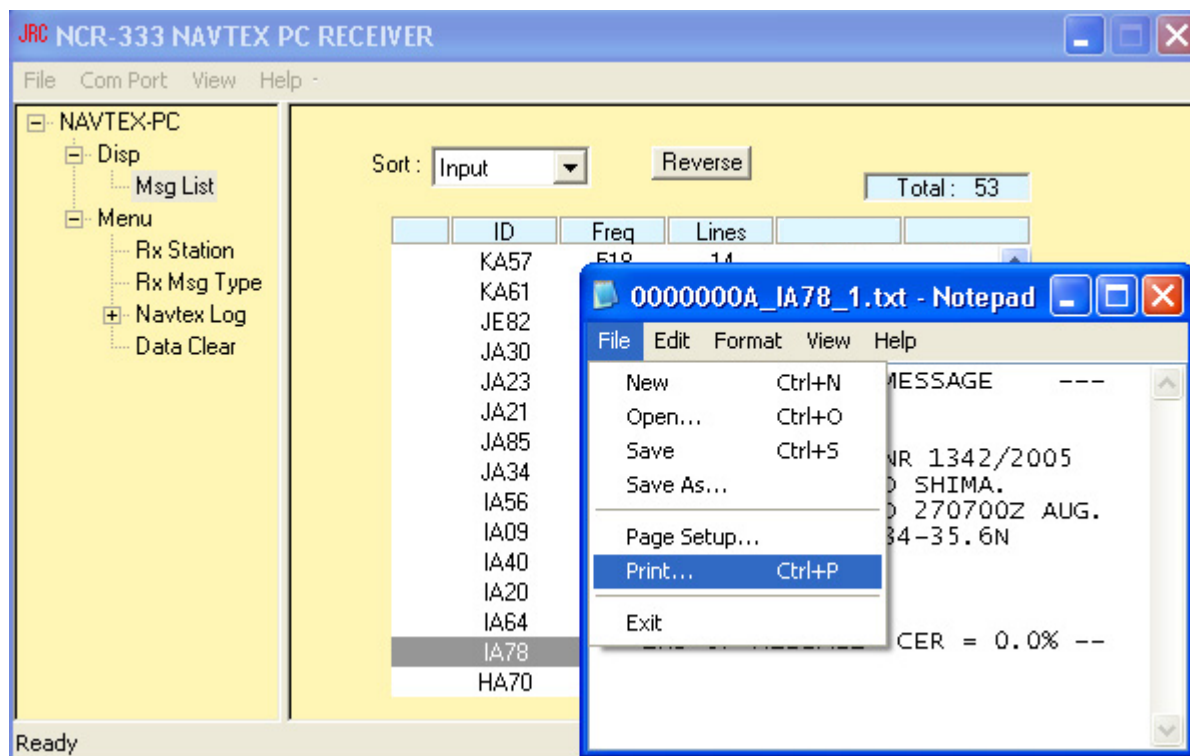 JRC NCR-333 NAVTEX PC RECEIVER
File Com Port View Help
NAVTEX-PC
Disp
Msg List
Menu
Rx Station
Rx Msg Type
Navtex Log
Data Clear
Sort : Input Reverse
Total : 53
ID Freq Lines
KA57 518 14
KA61
JE82
JA30
JA23
JA21
JA85
JA34
IA56
IA09
IA40
IA20
IA64
IA78
HA70
Ready
0000000A_IA78_1.txt - Notepad
File Edit Format View Help
New Ctrl+N
Open... Ctrl+O
Save Ctrl+S
Save As...
Page Setup...
Print... Ctrl+P
Exit
MESSAGE ---
NR 1342/2005
SHIMA.
270700Z AUG.
34-35.6N
CER = 0.0% --